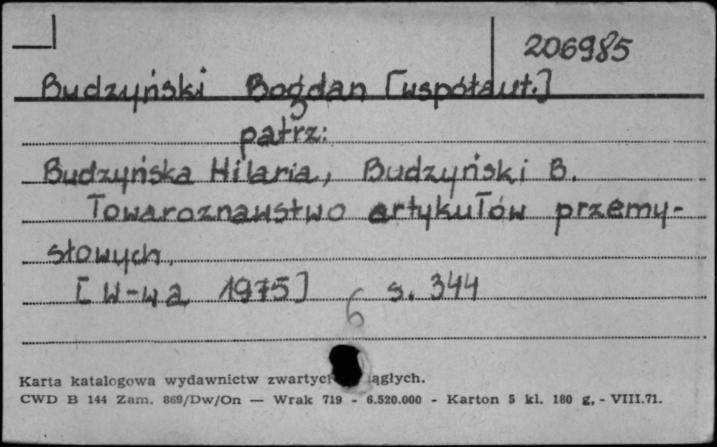 206985
Budzyński Bogdan [współaut.]
patrz:
Budzyńska Hilaria, Budzyński B.
Towaroznawstwo artykułów przemy-
słowych.
[W-wa 1975] s. 344
6
Karta katalogowa wydawnictw zwartych ciągłych.
CWD B 144 Zam. 869/Dw/On — Wrak 719 - 6.520.000 - Karton 5 kl. 180 g, - VIII.71.